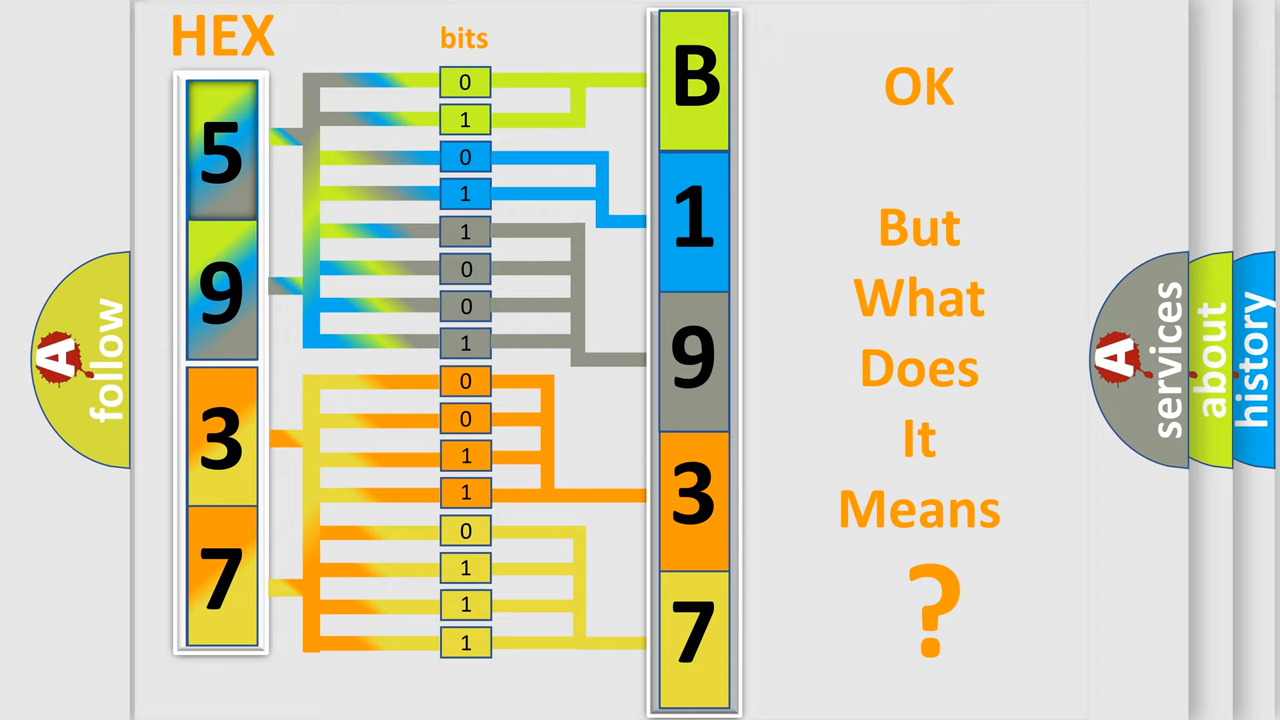 HEX
bits
5
9
3
7
0
1
0
1
1
0
0
1
0
0
1
1
0
1
1
1
B
1
9
3
7
OK
But
What
Does
It
Means
?
A
follow
A
services
about
history